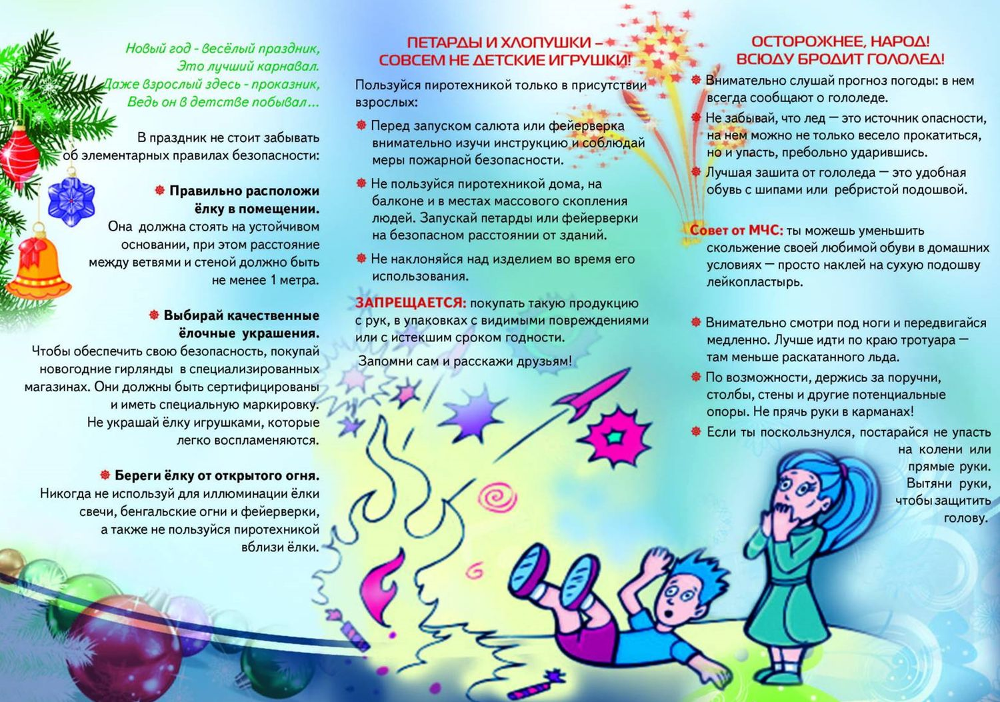 Новый год - весёлый праздник,
Это лучший карнавал.
Даже взрослый здесь - проказник,
Ведь он в детстве побывал...
В праздник не стоит забывать
об элементарных правилах безопасности:
Правильно расположи
ёлку в помещении.
Она должна стоять на устойчивом
основании, при этом расстояние
между ветвями и стеной должно быть
не менее 1 метра.
Выбирай качественные
ёлочные украшения.
Чтобы обеспечить свою безопасность, покупай
новогодние гирлянды в специализированных
магазинах. Они должны быть сертифицированы
и иметь специальную маркировку.
Не украшай ёлку игрушками, которые
легко воспламеняются.
Береги ёлку от открытого огня.
Никогда не используй для иллюминации ёлки
свечи, бенгальские огни и фейерверки,
а также не пользуйся пиротехникой
вблизи ёлки.
ПЕТАРДЫ И ХЛОПУШКИ –
СОВСЕМ НЕ ДЕТСКИЕ ИГРУШКИ!
Пользуйся пиротехникой только в присутствии
взрослых:
Перед запуском салюта или фейерверка
внимательно изучи инструкцию и соблюдай
меры пожарной безопасности.
Не пользуйся пиротехникой дома, на
балконе и в местах массового скопления
людей. Запускай петарды или фейерверки
на безопасном расстоянии от зданий.
Не наклоняйся над изделием во время его
использования.
ЗАПРЕЩАЕТСЯ: покупать такую продукцию
с рук, в упаковках с видимыми повреждениями
или с истекшим сроком годности.
Запомни сам и расскажи друзьям!
ОСТОРОЖНЕЕ, НАРОД!
ВСЮДУ БРОДИТ ГОЛОЛЕД!
Внимательно слушай прогноз погоды: в нем
всегда сообщают о гололеде.
Не забывай, что лед — это источник опасности,
на нем можно не только весело прокатиться,
но и упасть, пребольно ударившись.
Лучшая зашита от гололеда — это удобная
обувь с шипами или ребристой подошвой.
Совет от МЧС: ты можешь уменьшить
скольжение своей любимой обуви в домашних
условиях — просто наклей на сухую подошву
лейкопластырь.
Внимательно смотри под ноги и передвигайся
медленно. Лучше идти по краю тротуара —
там меньше раскатанного льда.
По возможности, держись за поручни,
столбы, стены и другие потенциальные
опоры. Не прячь руки в карманах!
Если ты поскользнулся, постарайся не упасть
на колени или
прямые руки.
Вытяни руки,
чтобы защитить
голову.